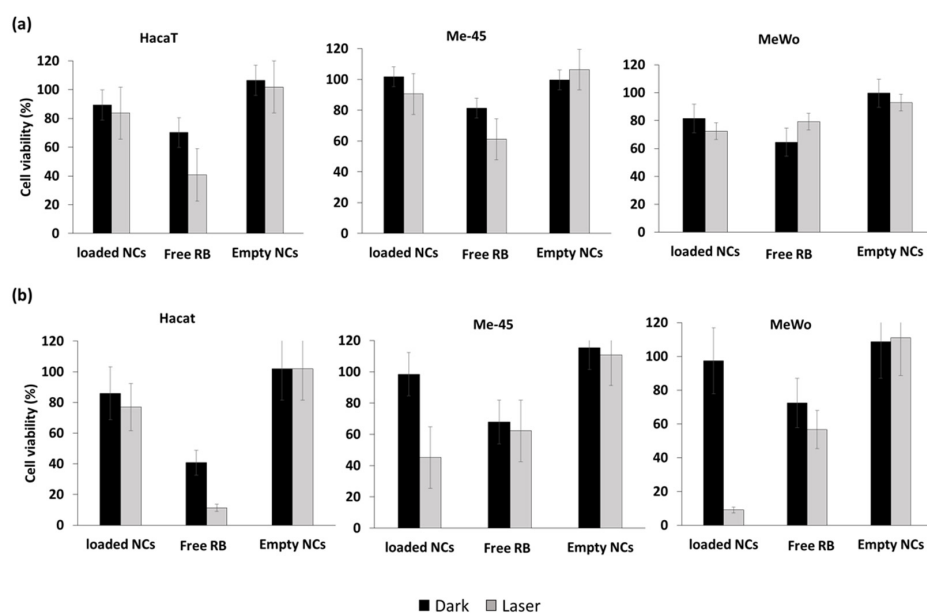 (a)
HacaT
Me-45
MeWo
Cell viability (%)
120
100
80
60
40
20
0
loaded NCs
Free RB
Empty NCs
120
100
80
60
40
20
0
loaded NCs
Free RB
Empty NCs
120
100
80
60
40
20
0
loaded NCs
Free RB
Empty NCs
(b)
Hacat
Me-45
MeWo
Cell viability (%)
120
100
80
60
40
20
0
loaded NCs
Free RB
Empty NCs
120
100
80
60
40
20
0
loaded NCs
Free RB
Empty NCs
120
100
80
60
40
20
0
loaded NCs
Free RB
Empty NCs
Dark Laser